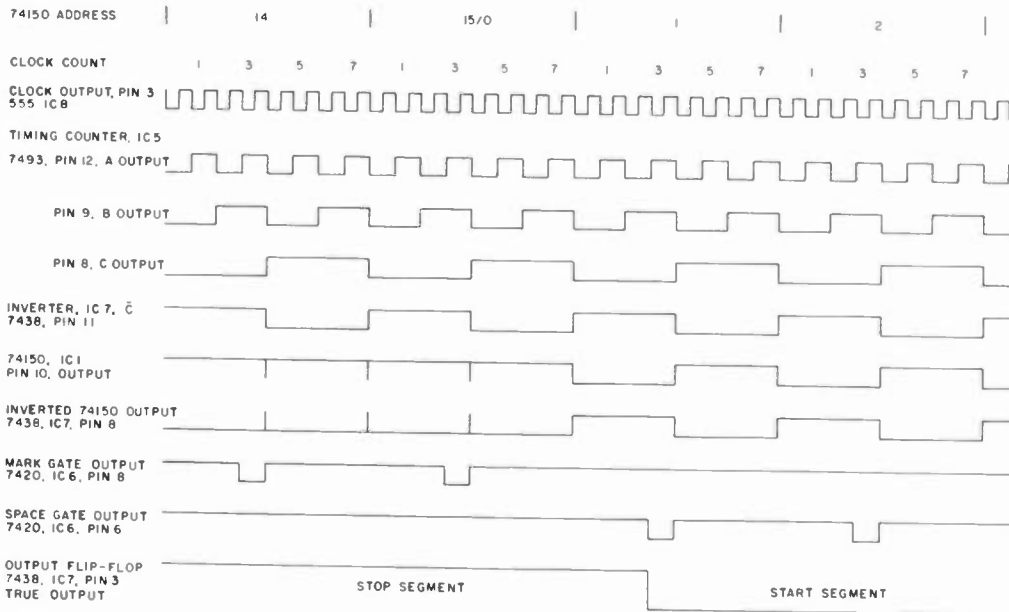 74150 ADDRESS 14 15/0 1 2
CLOCK COUNT 1 3 5 7 1 3 5 7 1 3 5 7 1 3 5 7
CLOCK OUTPUT, PIN 3
555 IC8
TIMING COUNTER, IC5
7493, PIN 12, A OUTPUT
PIN 9, B OUTPUT
PIN 8, C OUTPUT
INVERTER, IC7, C̄
7438, PIN 11
74150, IC1
PIN 10, OUTPUT
INVERTED 74150 OUTPUT
7438, IC7, PIN 8
MARK GATE OUTPUT
7420, IC6, PIN 8
SPACE GATE OUTPUT
7420, IC6, PIN 6
OUTPUT FLIP-FLOP
7438, IC7, PIN 3
TRUE OUTPUT
STOP SEGMENT START SEGMENT